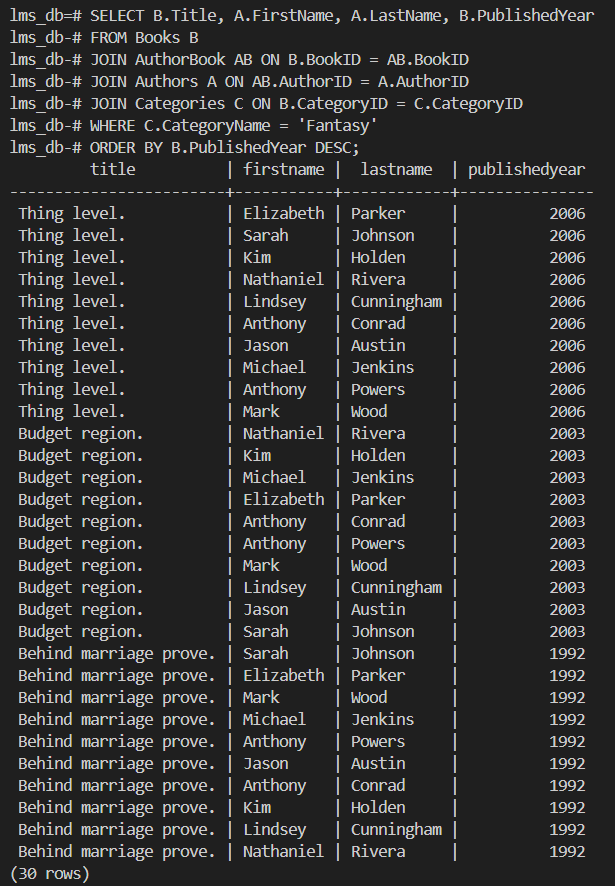 lms_db=# SELECT B.Title, A.FirstName, A.LastName, B.PublishedYear
lms_db-# FROM Books B
lms_db-# JOIN AuthorBook AB ON B.BookID = AB.BookID
lms_db-# JOIN Authors A ON AB.AuthorID = A.AuthorID
lms_db-# JOIN Categories C ON B.CategoryID = C.CategoryID
lms_db-# WHERE C.CategoryName = 'Fantasy'
lms_db-# ORDER BY B.PublishedYear DESC;
         title          | firstname |  lastname  | publishedyear
------------------------+-----------+------------+---------------
 Thing level.           | Elizabeth | Parker     |          2006
 Thing level.           | Sarah     | Johnson    |          2006
 Thing level.           | Kim       | Holden     |          2006
 Thing level.           | Nathaniel | Rivera     |          2006
 Thing level.           | Lindsey   | Cunningham |          2006
 Thing level.           | Anthony   | Conrad     |          2006
 Thing level.           | Jason     | Austin     |          2006
 Thing level.           | Michael   | Jenkins    |          2006
 Thing level.           | Anthony   | Powers     |          2006
 Thing level.           | Mark      | Wood       |          2006
 Budget region.         | Nathaniel | Rivera     |          2003
 Budget region.         | Kim       | Holden     |          2003
 Budget region.         | Michael   | Jenkins    |          2003
 Budget region.         | Elizabeth | Parker     |          2003
 Budget region.         | Anthony   | Conrad     |          2003
 Budget region.         | Anthony   | Powers     |          2003
 Budget region.         | Mark      | Wood       |          2003
 Budget region.         | Lindsey   | Cunningham |          2003
 Budget region.         | Jason     | Austin     |          2003
 Budget region.         | Sarah     | Johnson    |          2003
 Behind marriage prove. | Sarah     | Johnson    |          1992
 Behind marriage prove. | Elizabeth | Parker     |          1992
 Behind marriage prove. | Mark      | Wood       |          1992
 Behind marriage prove. | Michael   | Jenkins    |          1992
 Behind marriage prove. | Anthony   | Powers     |          1992
 Behind marriage prove. | Jason     | Austin     |          1992
 Behind marriage prove. | Anthony   | Conrad     |          1992
 Behind marriage prove. | Kim       | Holden     |          1992
 Behind marriage prove. | Lindsey   | Cunningham |          1992
 Behind marriage prove. | Nathaniel | Rivera     |          1992
(30 rows)